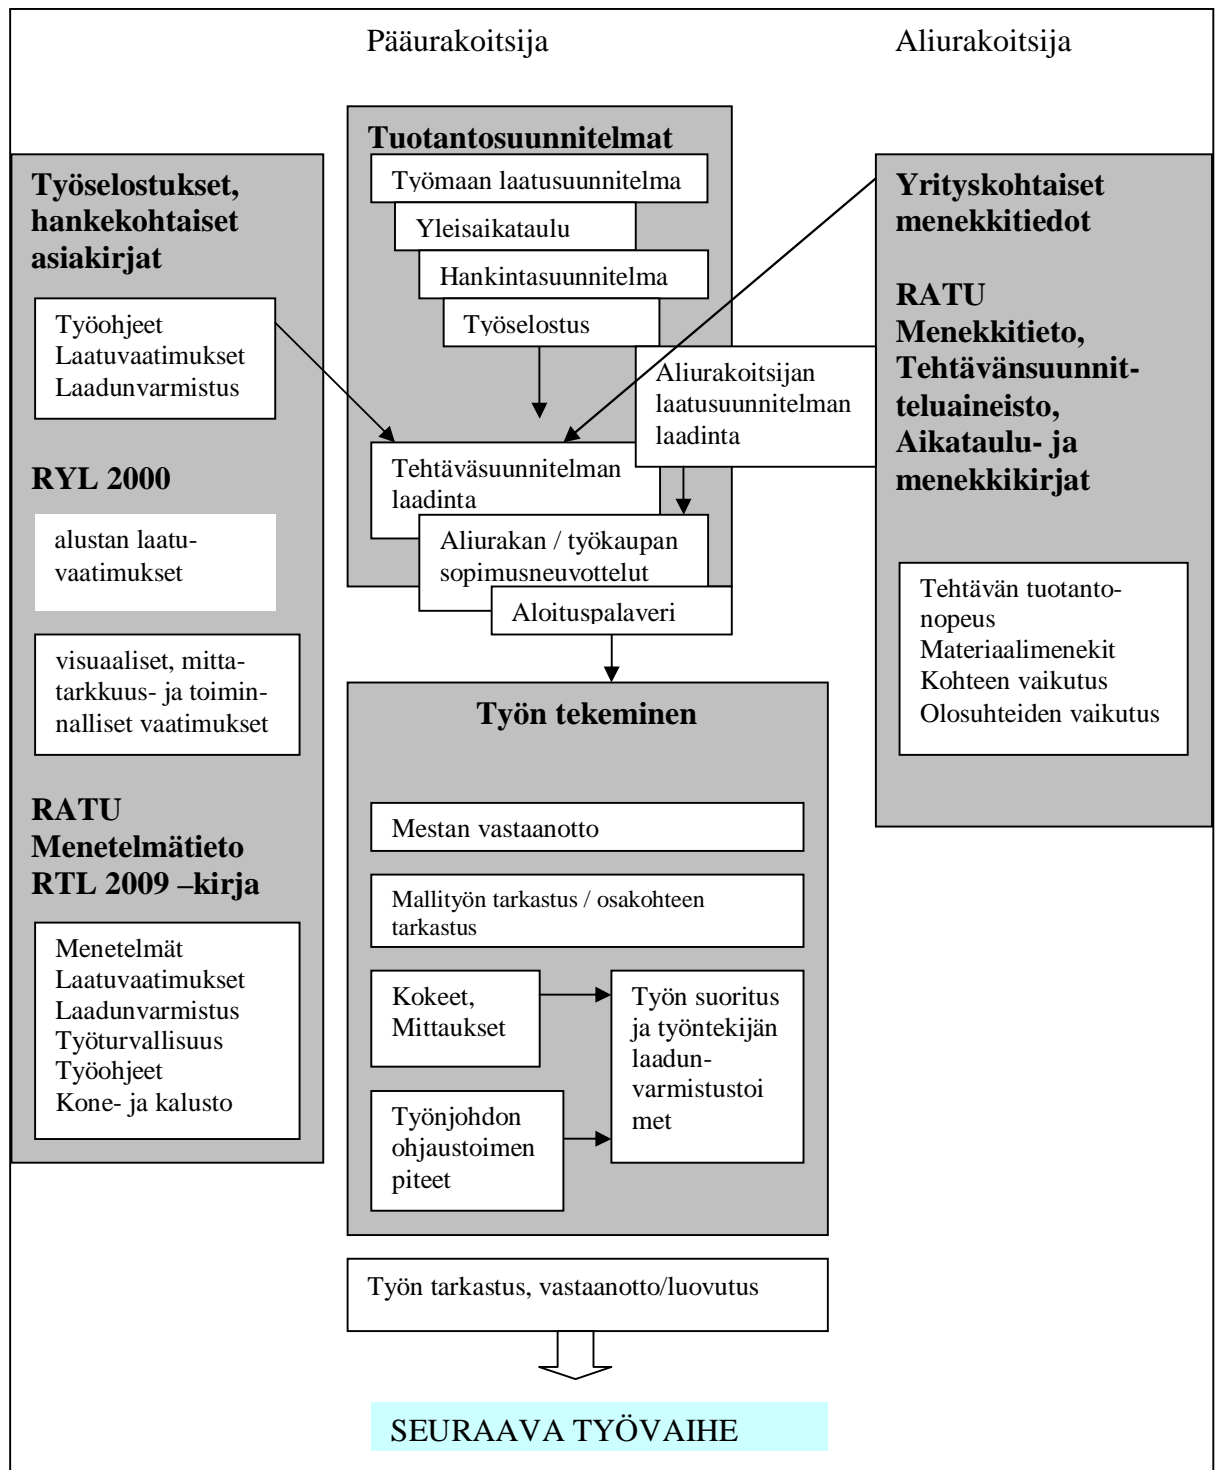 Pääurakoitsija
Aliurakoitsija
Työselostukset,
hankekohtaiset
asiakirjat
Työohjeet
Laatuvaatimukset
Laadunvarmistus
RYL 2000
alustan laatu-
vaatimukset
visuaaliset, mitta-
tarkkuus- ja toimin-
nalliset vaatimukset
RATU
Menetelmätieto
RTL 2009 –kirja
Menetelmät
Laatuvaatimukset
Laadunvarmistus
Työturvallisuus
Työohjeet
Kone- ja kalusto
Tuotantosuunnitelmat
Työmaan laatusuunnitelma
Yleisaikataulu
Hankintasuunnitelma
Työselostus
Aliurakoitsijan
laatusuunnitelman
laadinta
Tehtäväsuunnitelman
laadinta
Aliurakan / työkaupan
sopimusneuvottelut
Aloituspalaveri
Työn tekeminen
Mestan vastaanotto
Mallityön tarkastus / osakohteen
tarkastus
Kokeet,
Mittaukset
Työn suoritus
ja työntekijän
laadun-
varmistustoi
met
Työnjohdon
ohjaustoimen
piteet
Työn tarkastus, vastaanotto/luovutus
SEURAAVA TYÖVAIHE
Yrityskohtaiset
menekkitiedot
RATU
Menekkitieto,
Tehtävänsuunnit-
teluaineisto,
Aikataulu- ja
menekkikirjat
Tehtävän tuotanto-
nopeus
Materiaalimenekit
Kohteen vaikutus
Olosuhteiden vaikutus